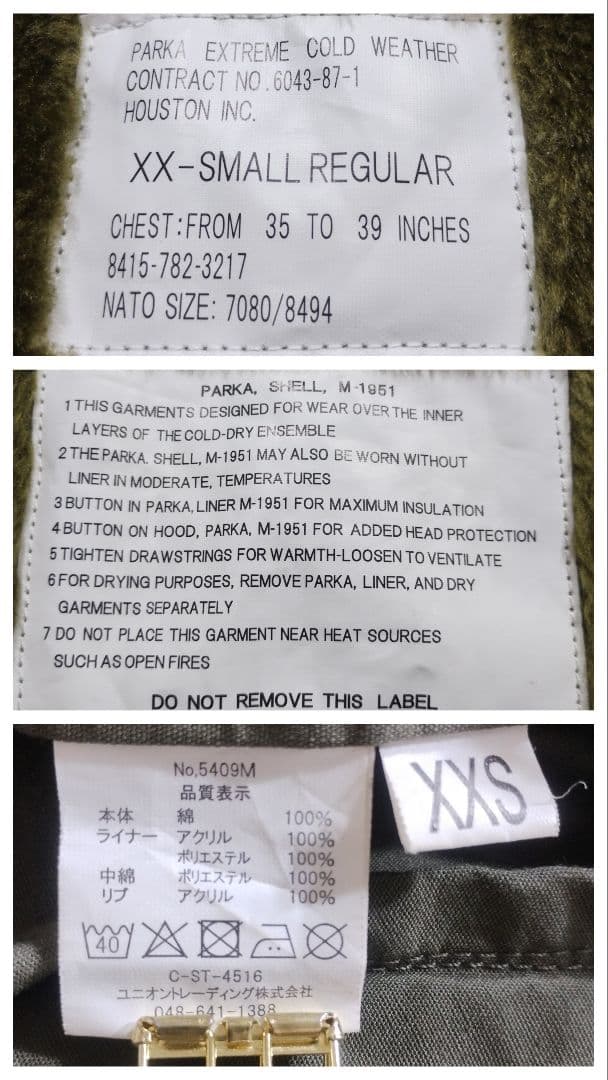 PARKA EXTREME COLD WEATHER
CONTRACT NO.6043-87-1
HOUSTON INC.
XX-SMALL REGULAR
CHEST:FROM 35 TO 39 INCHES
8415-782-3217
NATO SIZE: 7080/8494
PARKA, SHELL, M-1951
1 THIS GARMENTS DESIGNED FOR WEAR OVER THE INNER
LAYERS OF THE COLD-DRY ENSEMBLE
2 THE PARKA. SHELL, M-1951 MAY ALSO BE WORN WITHOUT
LINER IN MODERATE, TEMPERATURES
3 BUTTON IN PARKA, LINER M-1951 FOR MAXIMUM INSULATION
4 BUTTON ON HOOD, PARKA, M-1951 FOR ADDED HEAD PROTECTION
5 TIGHTEN DRAWSTRINGS FOR WARMTH-LOOSEN TO VENTILATE
6 FOR DRYING PURPOSES, REMOVE PARKA, LINER, AND DRY
GARMENTS SEPARATELY
7 DO NOT PLACE THIS GARMENT NEAR HEAT SOURCES
SUCH AS OPEN FIRES
DO NOT REMOVE THIS LABEL
No,5409M
品質表示
本体 綿 100%
ライナー アクリル 100%
ポリエステル 100%
中綿 ポリエステル 100%
リブ アクリル 100%
40
C-ST-4516
ユニオントレーディング株式会社
048-641-1388
XXS